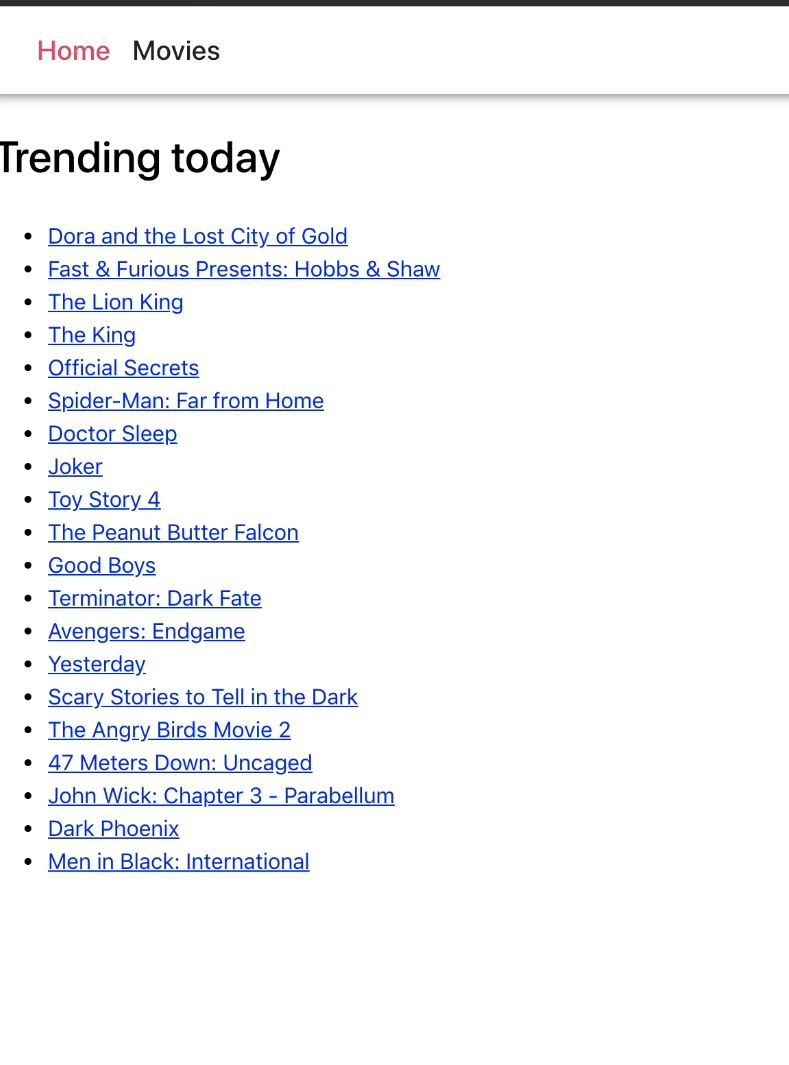 Home Movies
Trending today
Dora and the Lost City of Gold
Fast & Furious Presents: Hobbs & Shaw
The Lion King
The King
Official Secrets
Spider-Man: Far from Home
Doctor Sleep
Joker
Toy Story 4
The Peanut Butter Falcon
Good Boys
Terminator: Dark Fate
Avengers: Endgame
Yesterday
Scary Stories to Tell in the Dark
The Angry Birds Movie 2
47 Meters Down: Uncaged
John Wick: Chapter 3 - Parabellum
Dark Phoenix
Men in Black: International